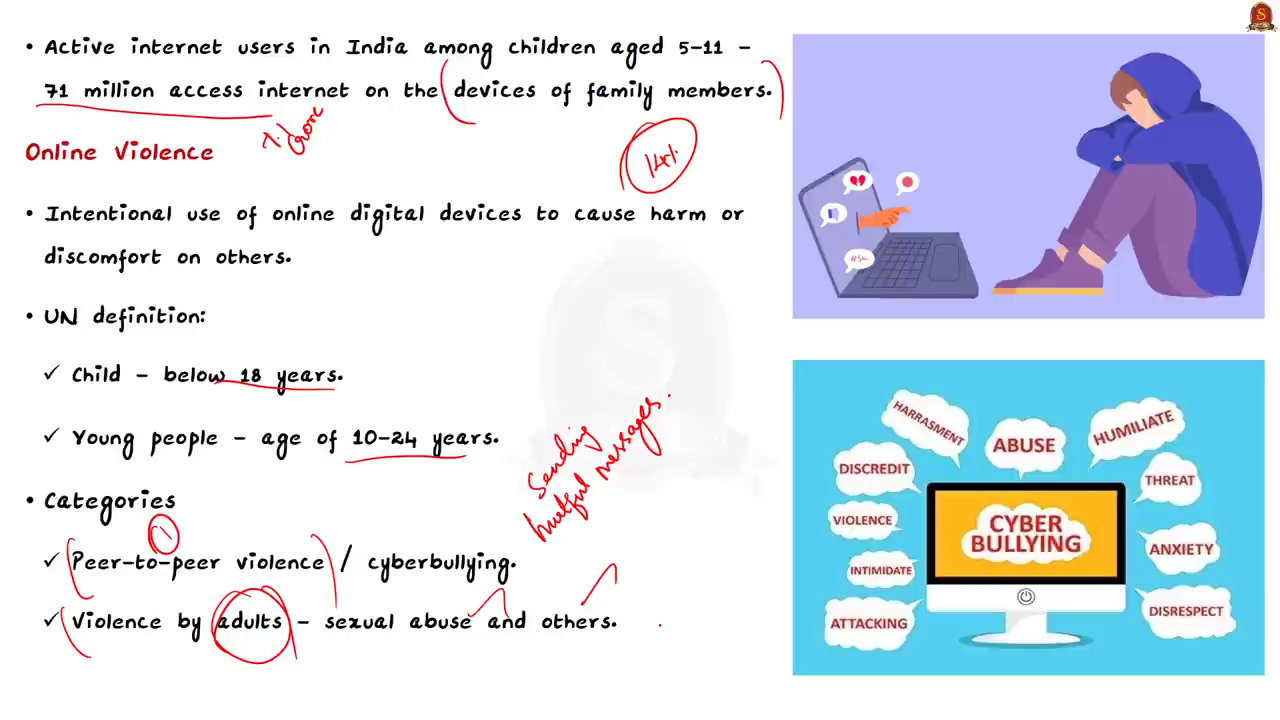 • Active internet users in India among children aged 5-11 -
71 million access internet on the devices of family members.
14%
Online Violence
• Intentional use of online digital devices to cause harm or
discomfort on others.
• UN definition:
✓ Child - below 18 years.
✓ Young people - age of 10-24 years.
Sending
hurtful messages.
• Categories
1
✓ Peer-to-peer violence / cyberbullying.
✓ Violence by adults - sexual abuse and others.
S
#$
HARRASMENT
ABUSE
HUMILIATE
DISCREDIT
THREAT
VIOLENCE
CYBER
BULLYING
ANXIETY
INTIMIDATE
DISRESPECT
ATTACKING